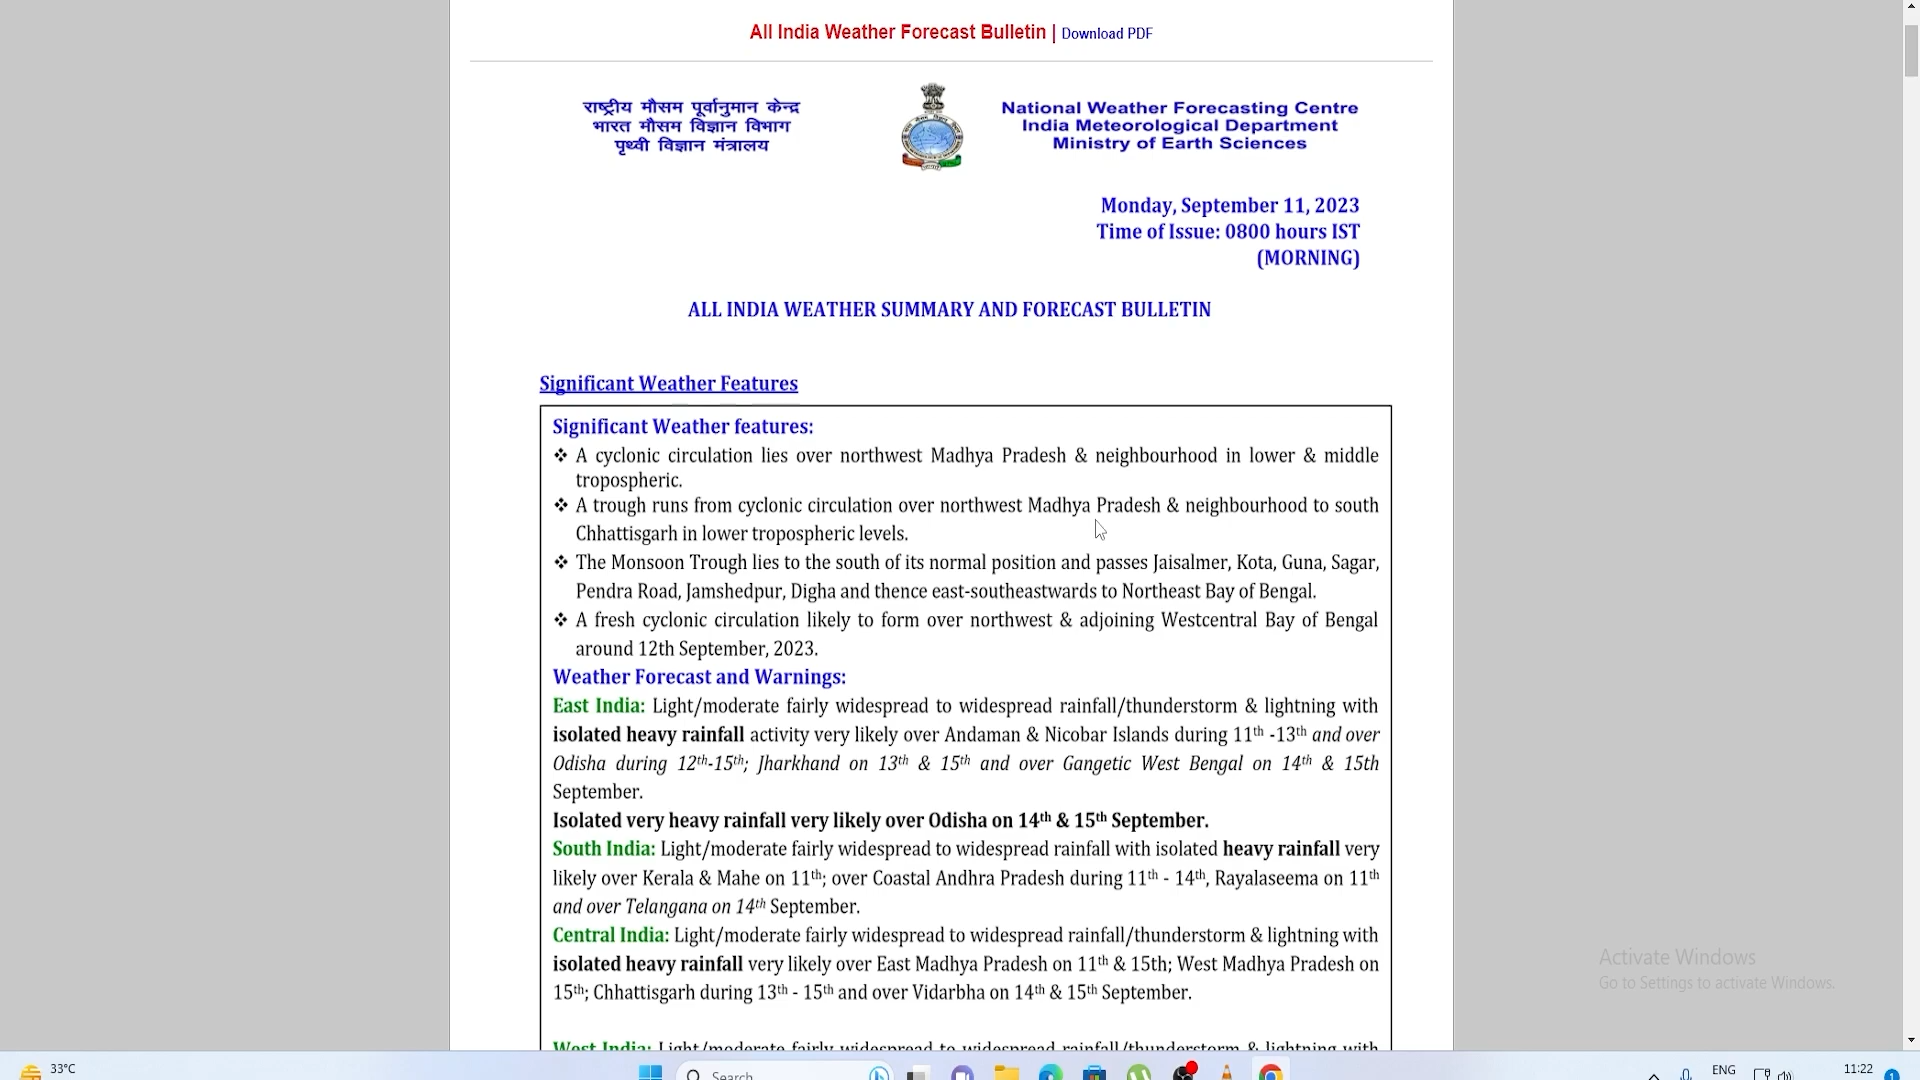 All India Weather Forecast Bulletin | Download PDF
राष्ट्रीय मौसम पूर्वानुमान केन्द्र
भारत मौसम विज्ञान विभाग
पृथ्वी विज्ञान मंत्रालय
National Weather Forecasting Centre
India Meteorological Department
Ministry of Earth Sciences
Monday, September 11, 2023
Time of Issue: 0800 hours IST
(MORNING)
ALL INDIA WEATHER SUMMARY AND FORECAST BULLETIN
Significant Weather Features
Significant Weather features:
❖ A cyclonic circulation lies over northwest Madhya Pradesh & neighbourhood in lower & middle
tropospheric.
❖ A trough runs from cyclonic circulation over northwest Madhya Pradesh & neighbourhood to south
Chhattisgarh in lower tropospheric levels.
❖ The Monsoon Trough lies to the south of its normal position and passes Jaisalmer, Kota, Guna, Sagar,
Pendra Road, Jamshedpur, Digha and thence east-southeastwards to Northeast Bay of Bengal.
❖ A fresh cyclonic circulation likely to form over northwest & adjoining Westcentral Bay of Bengal
around 12th September, 2023.
Weather Forecast and Warnings:
East India: Light/moderate fairly widespread to widespread rainfall/thunderstorm & lightning with
isolated heavy rainfall activity very likely over Andaman & Nicobar Islands during 11th -13th and over
Odisha during 12th-15th; Jharkhand on 13th & 15th and over Gangetic West Bengal on 14th & 15th
September.
Isolated very heavy rainfall very likely over Odisha on 14th & 15th September.
South India: Light/moderate fairly widespread to widespread rainfall with isolated heavy rainfall very
likely over Kerala & Mahe on 11th; over Coastal Andhra Pradesh during 11th - 14th, Rayalaseema on 11th
and over Telangana on 14th September.
Central India: Light/moderate fairly widespread to widespread rainfall/thunderstorm & lightning with
isolated heavy rainfall very likely over East Madhya Pradesh on 11th & 15th; West Madhya Pradesh on
15th; Chhattisgarh during 13th - 15th and over Vidarbha on 14th & 15th September.
West India: Light/moderate fairly widespread to widespread rainfall/thunderstorm & lightning with
Activate Windows
Go to Settings to activate Windows.
33°C
Search
ENG
11:22
1